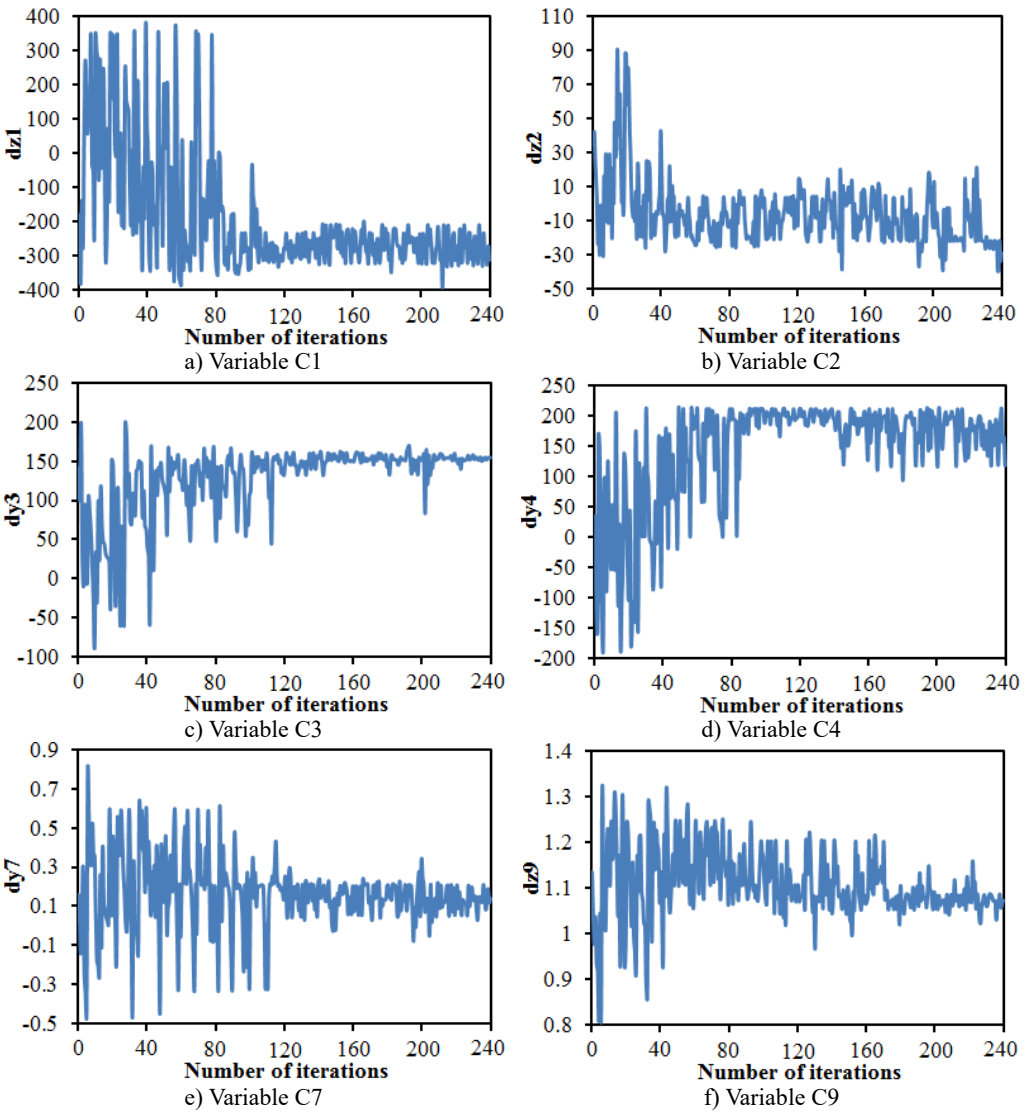 400
300
200
100
0
-100
-200
-300
-400
dz1
0 40 80 120 160 200 240
Number of iterations
a) Variable C1
110
90
70
50
30
10
-10
-30
-50
dz2
0 40 80 120 160 200 240
Number of iterations
b) Variable C2
250
200
150
100
50
0
-50
-100
dy3
0 40 80 120 160 200 240
Number of iterations
c) Variable C3
250
200
150
100
50
0
-50
-100
-150
-200
dy4
0 40 80 120 160 200 240
Number of iterations
d) Variable C4
0.9
0.7
0.5
0.3
0.1
-0.1
-0.3
-0.5
dy7
0 40 80 120 160 200 240
Number of iterations
e) Variable C7
1.4
1.3
1.2
1.1
1
0.9
0.8
dz9
0 40 80 120 160 200 240
Number of iterations
f) Variable C9